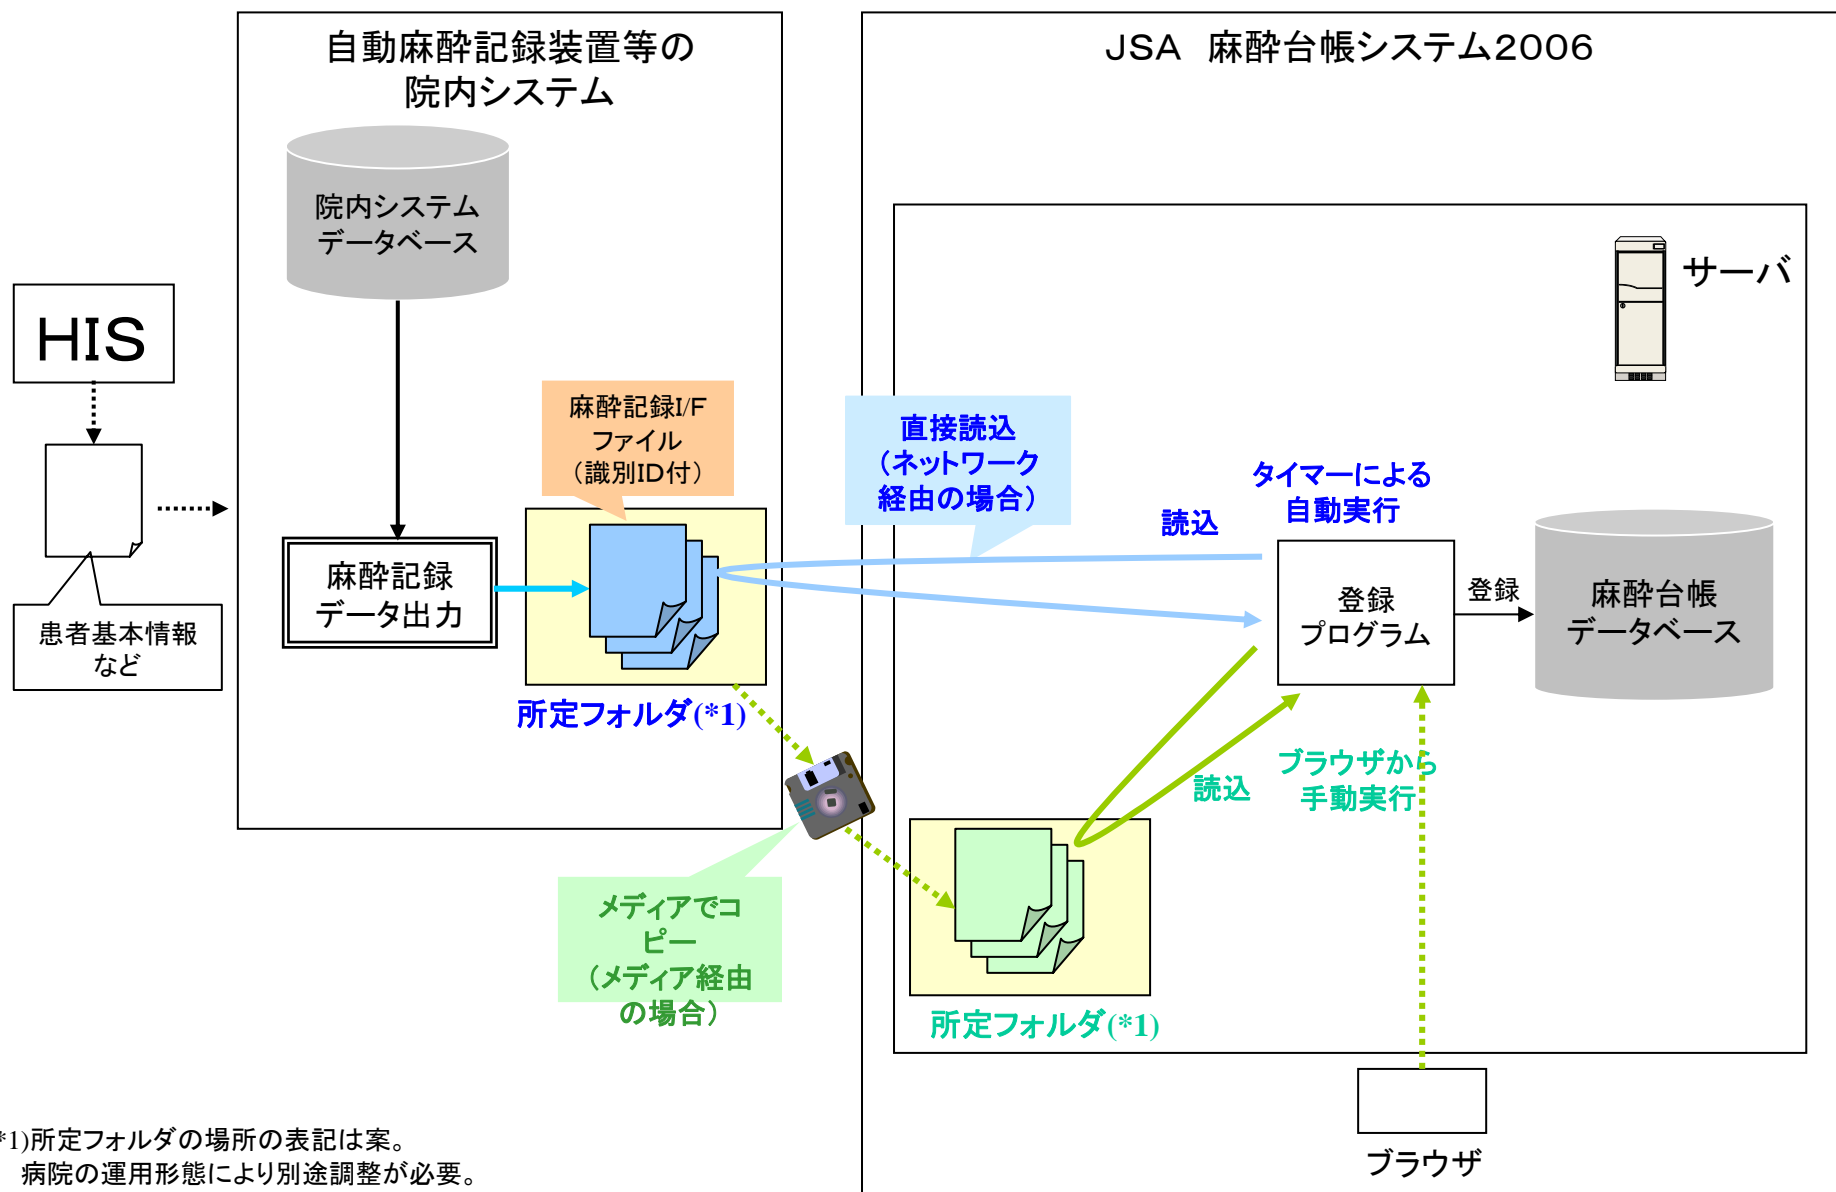 自動麻酔記録装置等の
院内システム
JSA 麻酔台帳システム2006
院内システム
データベース
サーバ
HIS
麻酔記録I/F
ファイル
（識別ID付）
直接読込
（ネットワーク
経由の場合）
タイマーによる
自動実行
読込
麻酔記録
データ出力
登録
プログラム
登録
麻酔台帳
データベース
患者基本情報
など
所定フォルダ(*1)
読込
ブラウザから
手動実行
メディアでコ
ピー
（メディア経由
の場合）
所定フォルダ(*1)
ブラウザ
*1)所定フォルダの場所の表記は案。
病院の運用形態により別途調整が必要。